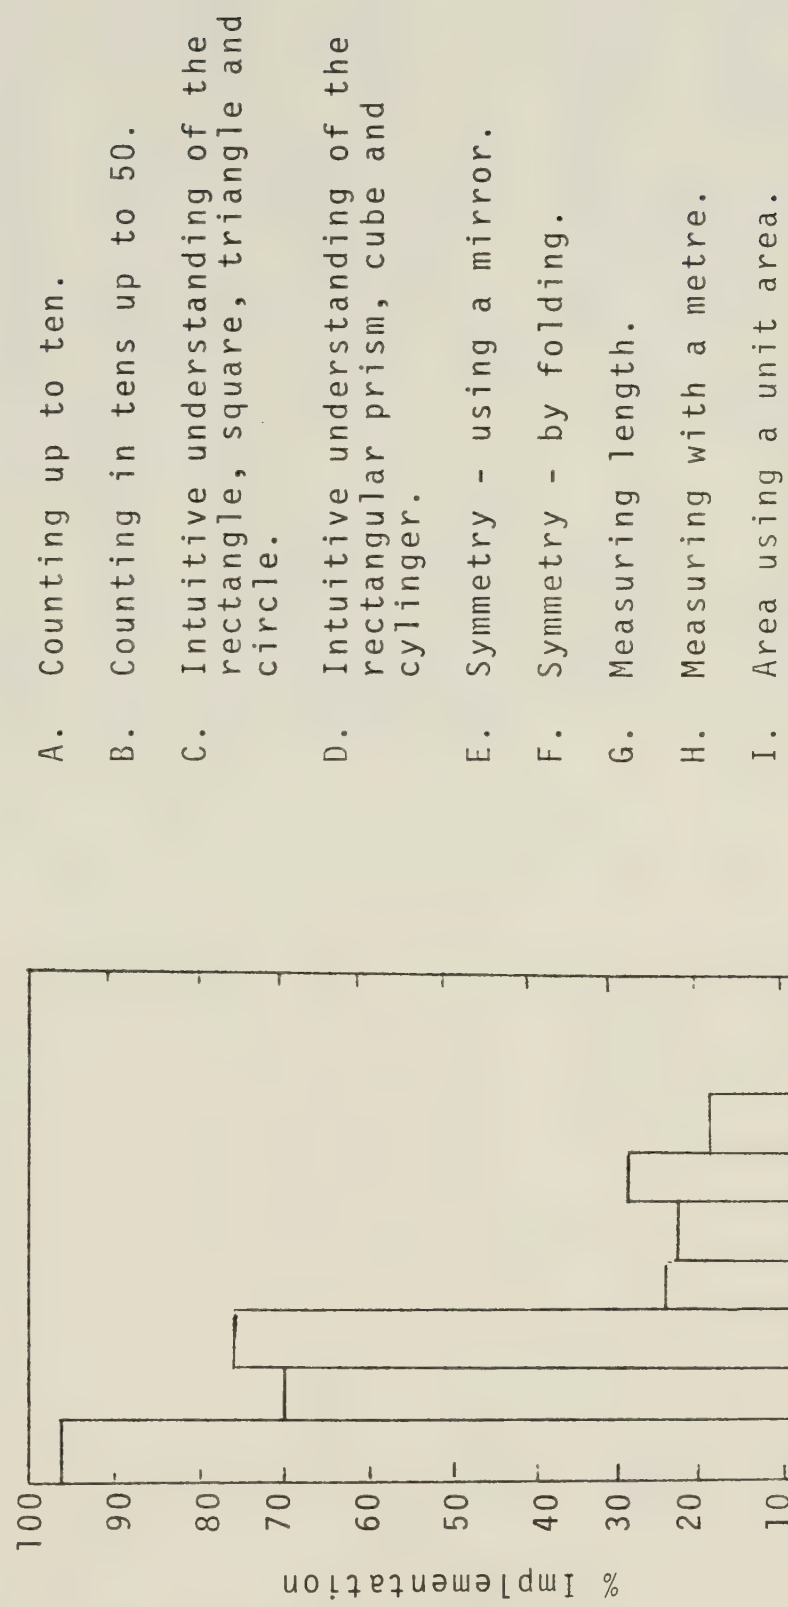 A. Counting up to ten.
B. Counting in tens up to 50.
C. Intuitive understanding of the
rectangle, square, triangle and
circle.
D. Intuitive understanding of the
rectangular prism, cube and
cylinger.
E. Symmetry - using a mirror.
F. Symmetry - by folding.
G. Measuring length.
H. Measuring with a metre.
I. Area using a unit area.
100
90
80
70
60
50
40
30
20
10
% Implementation